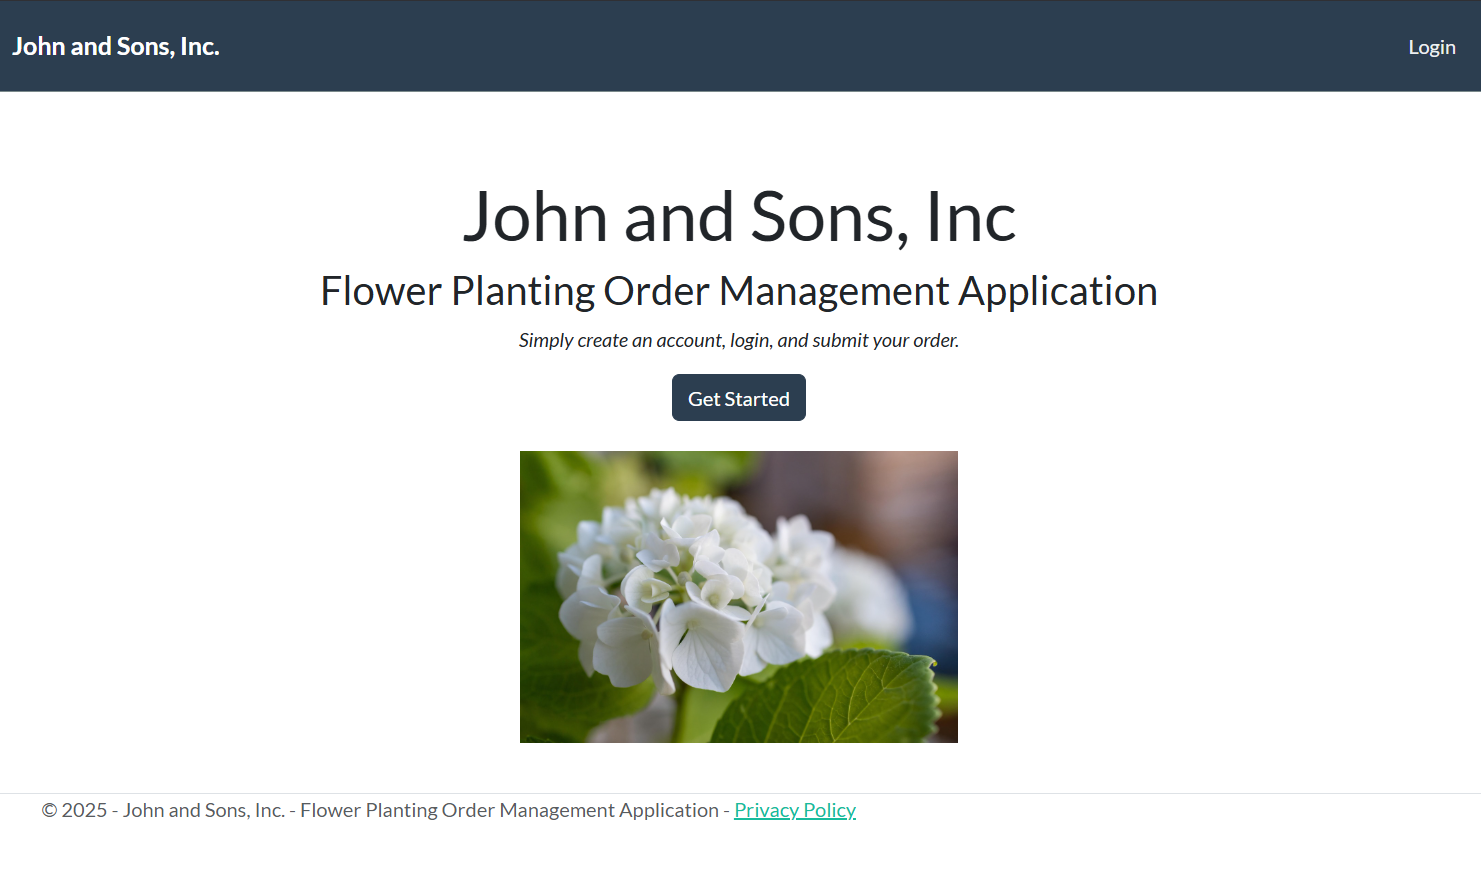 John and Sons, Inc.
Login
John and Sons, Inc
Flower Planting Order Management Application
Simply create an account, login, and submit your order.
Get Started
© 2025 - John and Sons, Inc. - Flower Planting Order Management Application - Privacy Policy